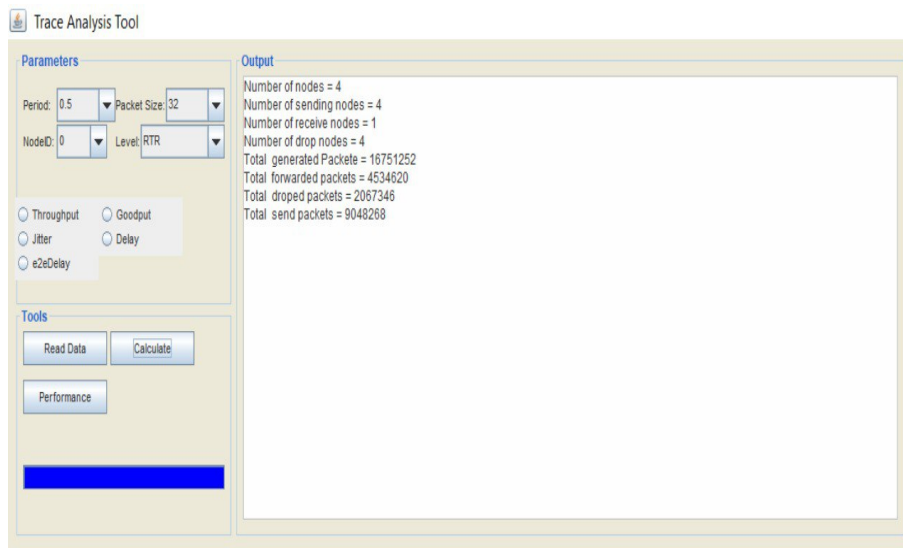 Trace Analysis Tool
Parameters
Period: 0.5 Packet Size: 32
NodeID: 0 Level: RTR
Throughput Goodput
Jitter Delay
e2eDelay
Tools
Read Data Calculate
Performance
Output
Number of nodes = 4
Number of sending nodes = 4
Number of receive nodes = 1
Number of drop nodes = 4
Total generated Packete = 16751252
Total forwarded packets = 4534620
Total droped packets = 2067346
Total send packets = 9048268